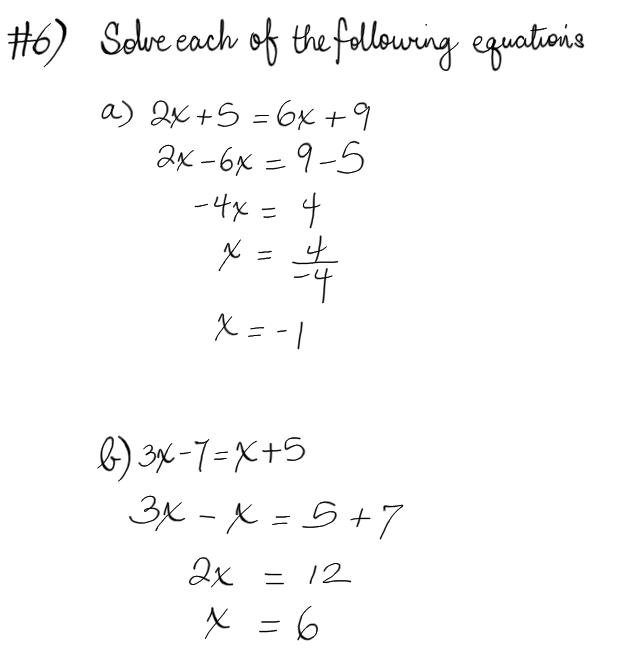 #6) Solve each of the following equations
a) 2x+5 = 6x+9
2x-6x = 9-5
-4x = 4
x = 4/-4
x = -1
b) 3x-7=x+5
3x - x = 5+7
2x = 12
x = 6